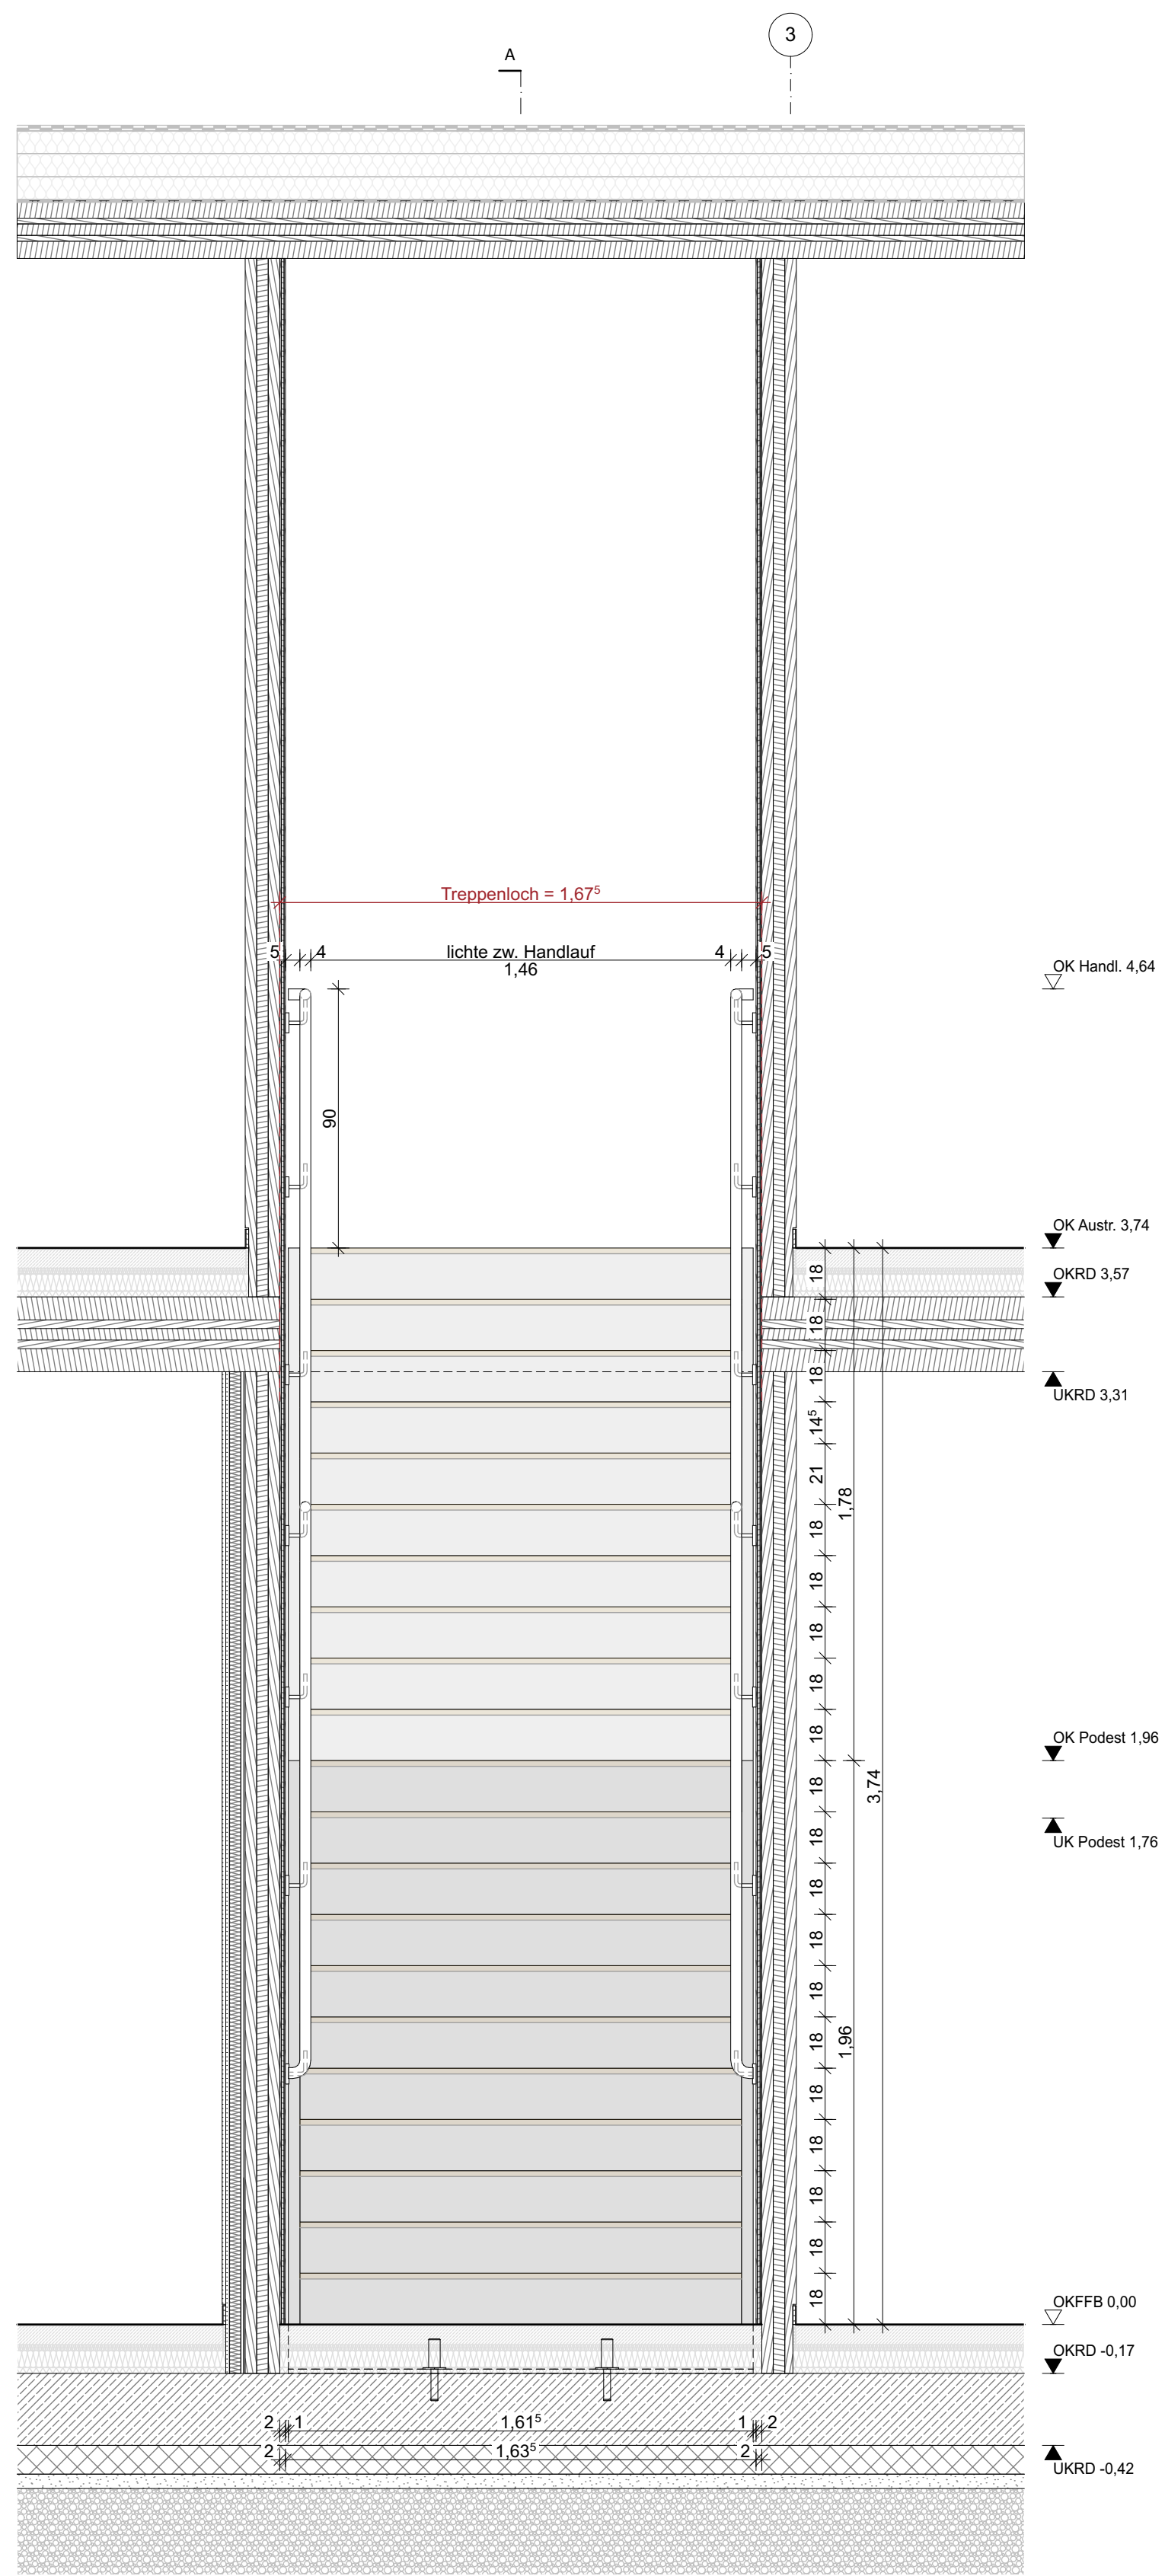 3
A
Treppenloch = 1,67⁵
5 4 lichte zw. Handlauf 4 5
1,46
OK Handl. 4,64
90
OK Austr. 3,74
18
OKRD 3,57
18
18
UKRD 3,31
14⁵
21
1,78
18
18
18
18
18
OK Podest 1,96
18
3,74
18
UK Podest 1,76
18
18
18
18
1,96
18
18
18
18
18
OKFFB 0,00
OKRD -0,17
2 1 1,61⁵ 1 2
2 1,63⁵ 2
UKRD -0,42